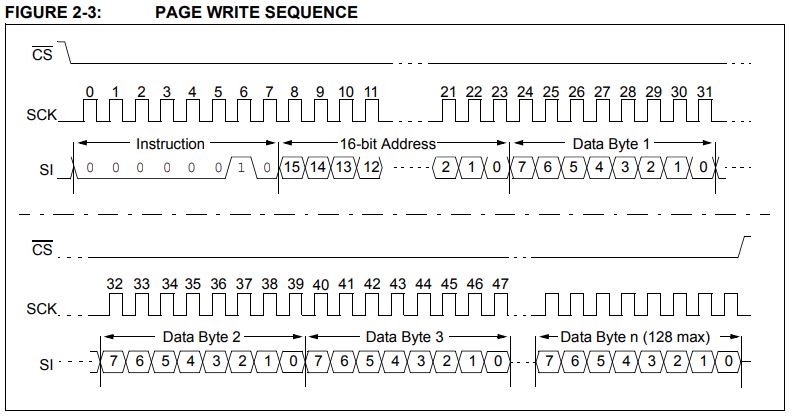 FIGURE 2-3: PAGE WRITE SEQUENCE
CS
0 1 2 3 4 5 6 7 8 9 10 11 21 22 23 24 25 26 27 28 29 30 31
SCK
Instruction 16-bit Address Data Byte 1
SI 0 0 0 0 0 0 1 0 15 14 13 12 2 1 0 7 6 5 4 3 2 1 0
CS
32 33 34 35 36 37 38 39 40 41 42 43 44 45 46 47
SCK
Data Byte 2 Data Byte 3 Data Byte n (128 max)
SI 7 6 5 4 3 2 1 0 7 6 5 4 3 2 1 0 7 6 5 4 3 2 1 0